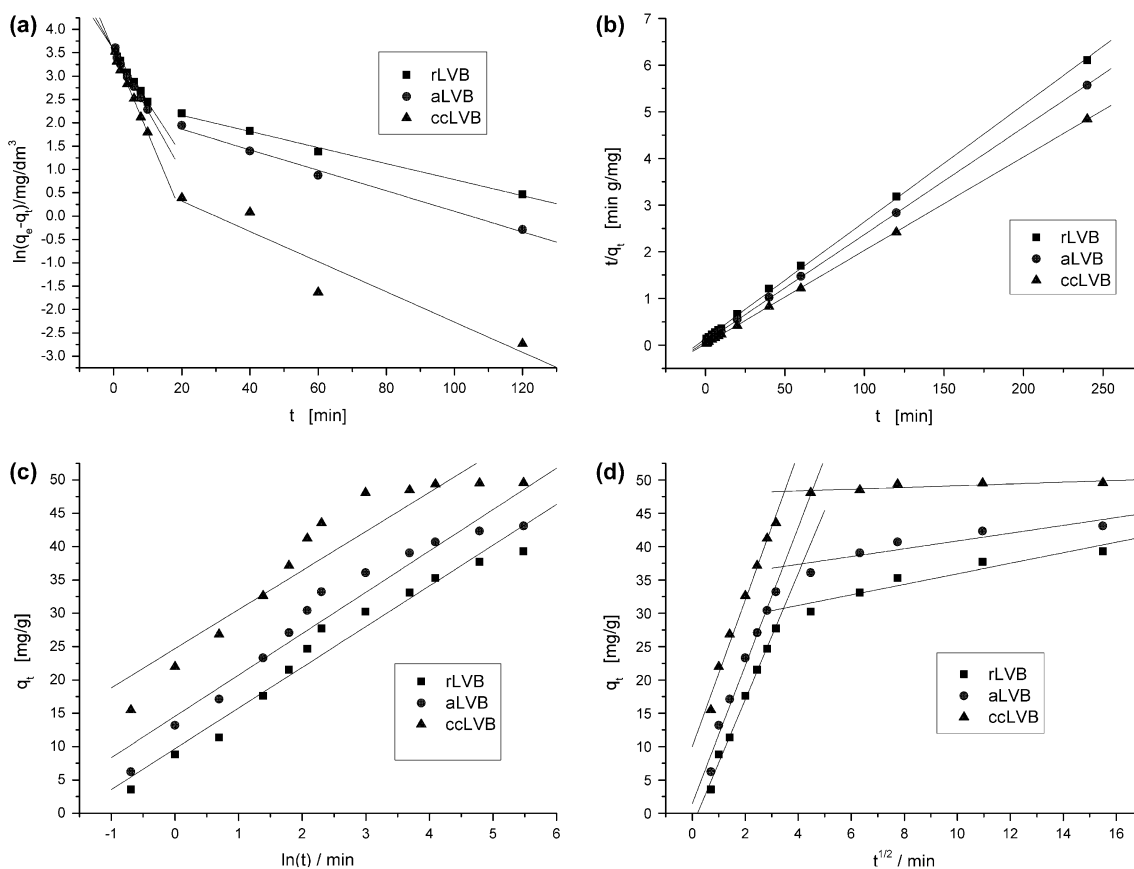 (a)
4.0
3.5
3.0
2.5
2.0
1.5
1.0
0.5
0.0
-0.5
-1.0
-1.5
-2.0
-2.5
-3.0
ln(qe-qt)/mg/dm3
0 20 40 60 80 100 120
t [min]
rLVB
aLVB
ccLVB
(b)
7
6
5
4
3
2
1
0
t/qt [min g/mg]
0 50 100 150 200 250
t [min]
rLVB
aLVB
ccLVB
(c)
50
45
40
35
30
25
20
15
10
5
0
qt [mg/g]
-1 0 1 2 3 4 5 6
ln(t) / min
rLVB
aLVB
ccLVB
(d)
50
45
40
35
30
25
20
15
10
5
0
qt [mg/g]
0 2 4 6 8 10 12 14 16
t1/2 / min
rLVB
aLVB
ccLVB